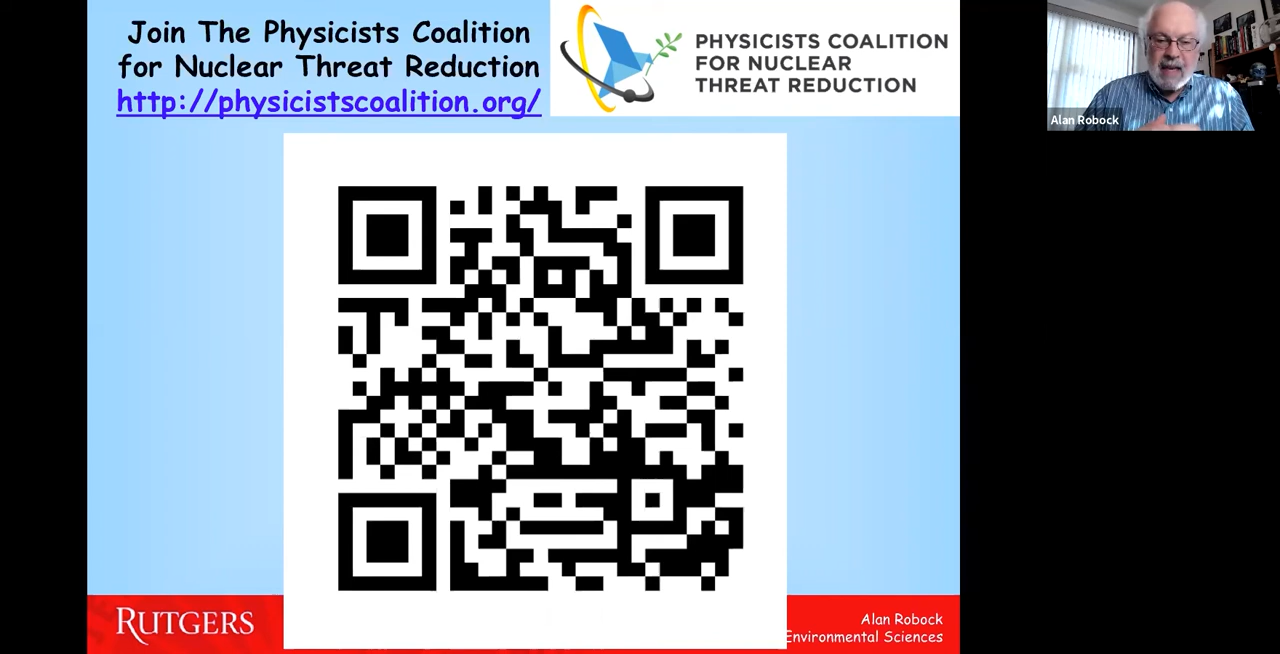 Join The Physicists Coalition
for Nuclear Threat Reduction
http://physicistscoalition.org/
PHYSICISTS COALITION
FOR NUCLEAR
THREAT REDUCTION
Alan Robock
RUTGERS
Alan Robock
Environmental Sciences